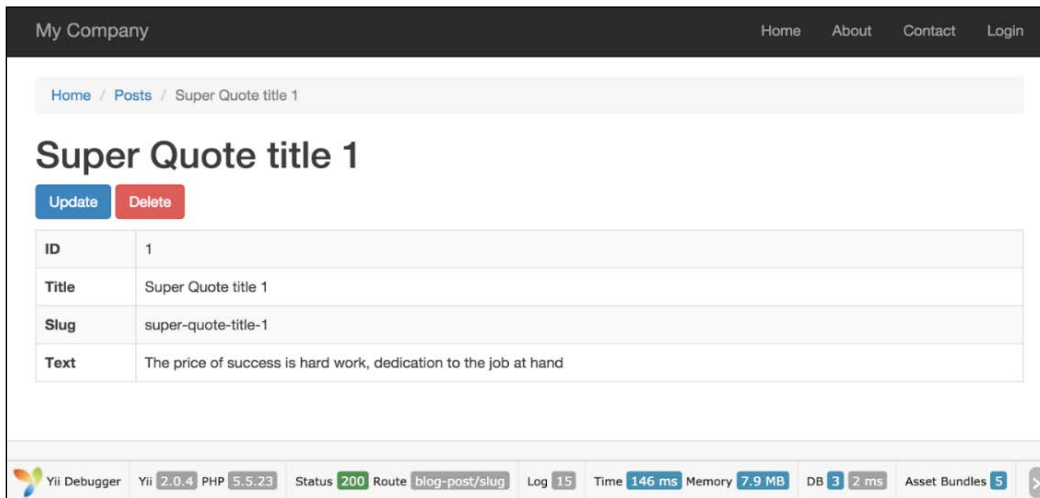 My Company Home About Contact Login
Home / Posts / Super Quote title 1
Super Quote title 1
Update Delete
ID 1
Title Super Quote title 1
Slug super-quote-title-1
Text The price of success is hard work, dedication to the job at hand
Yii Debugger Yii 2.0.4 PHP 5.5.23 Status 200 Route blog-post/slug Log 15 Time 146 ms Memory 7.9 MB DB 3 2 ms Asset Bundles 5